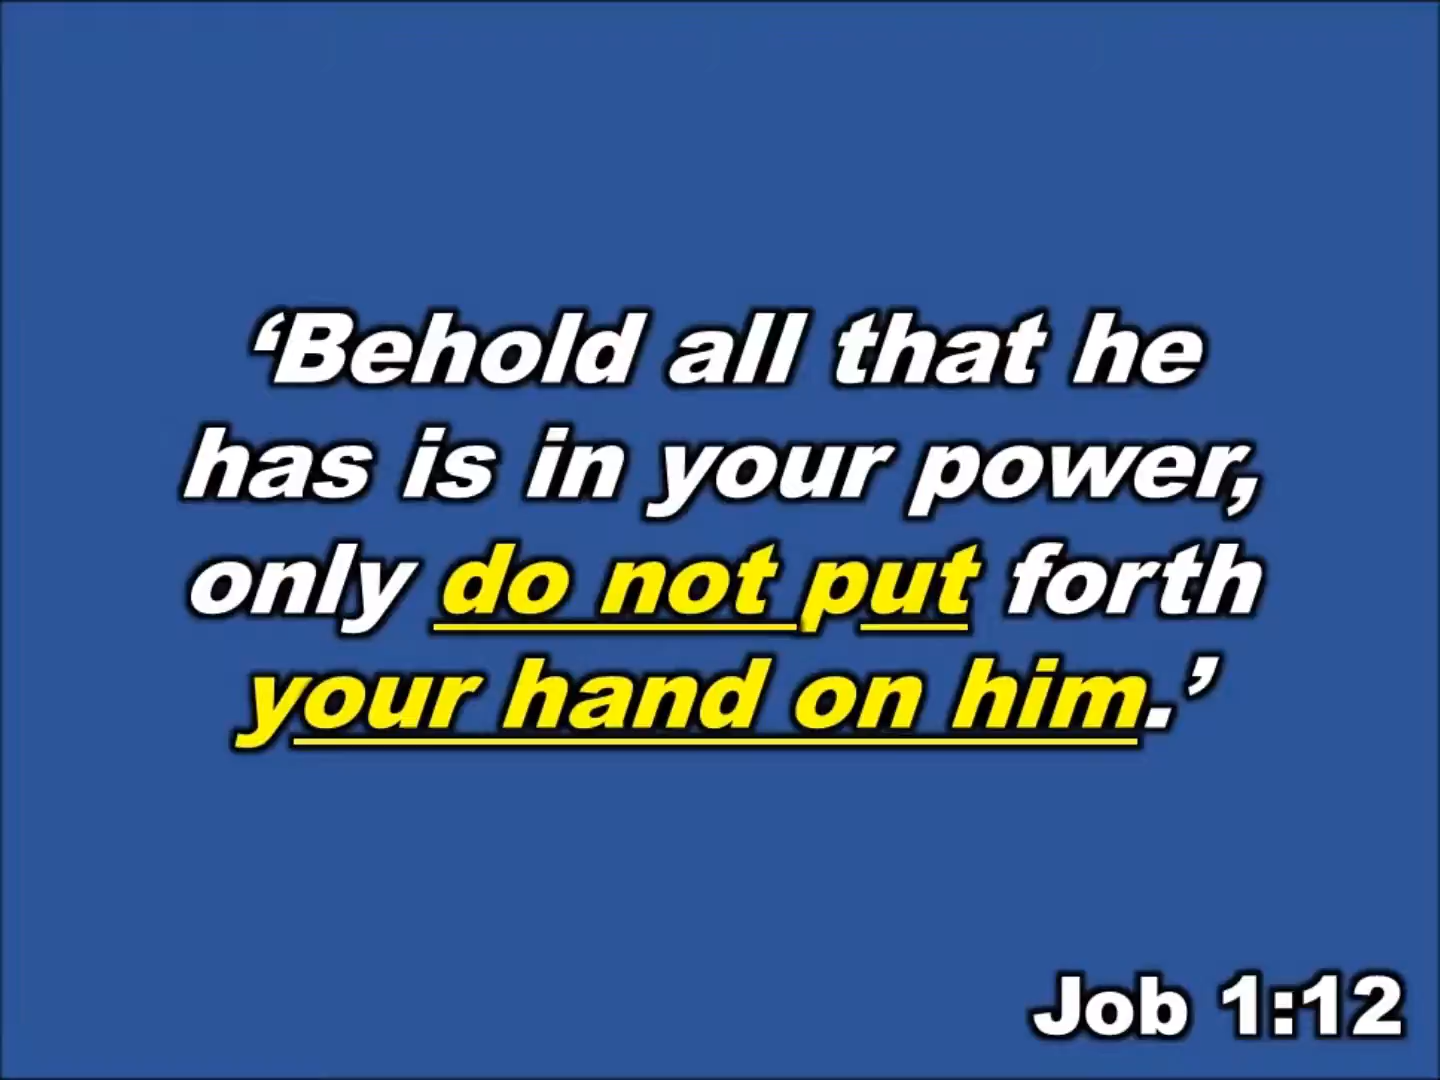 ‘Behold all that he
has is in your power,
only do not put forth
your hand on him.’
Job 1:12